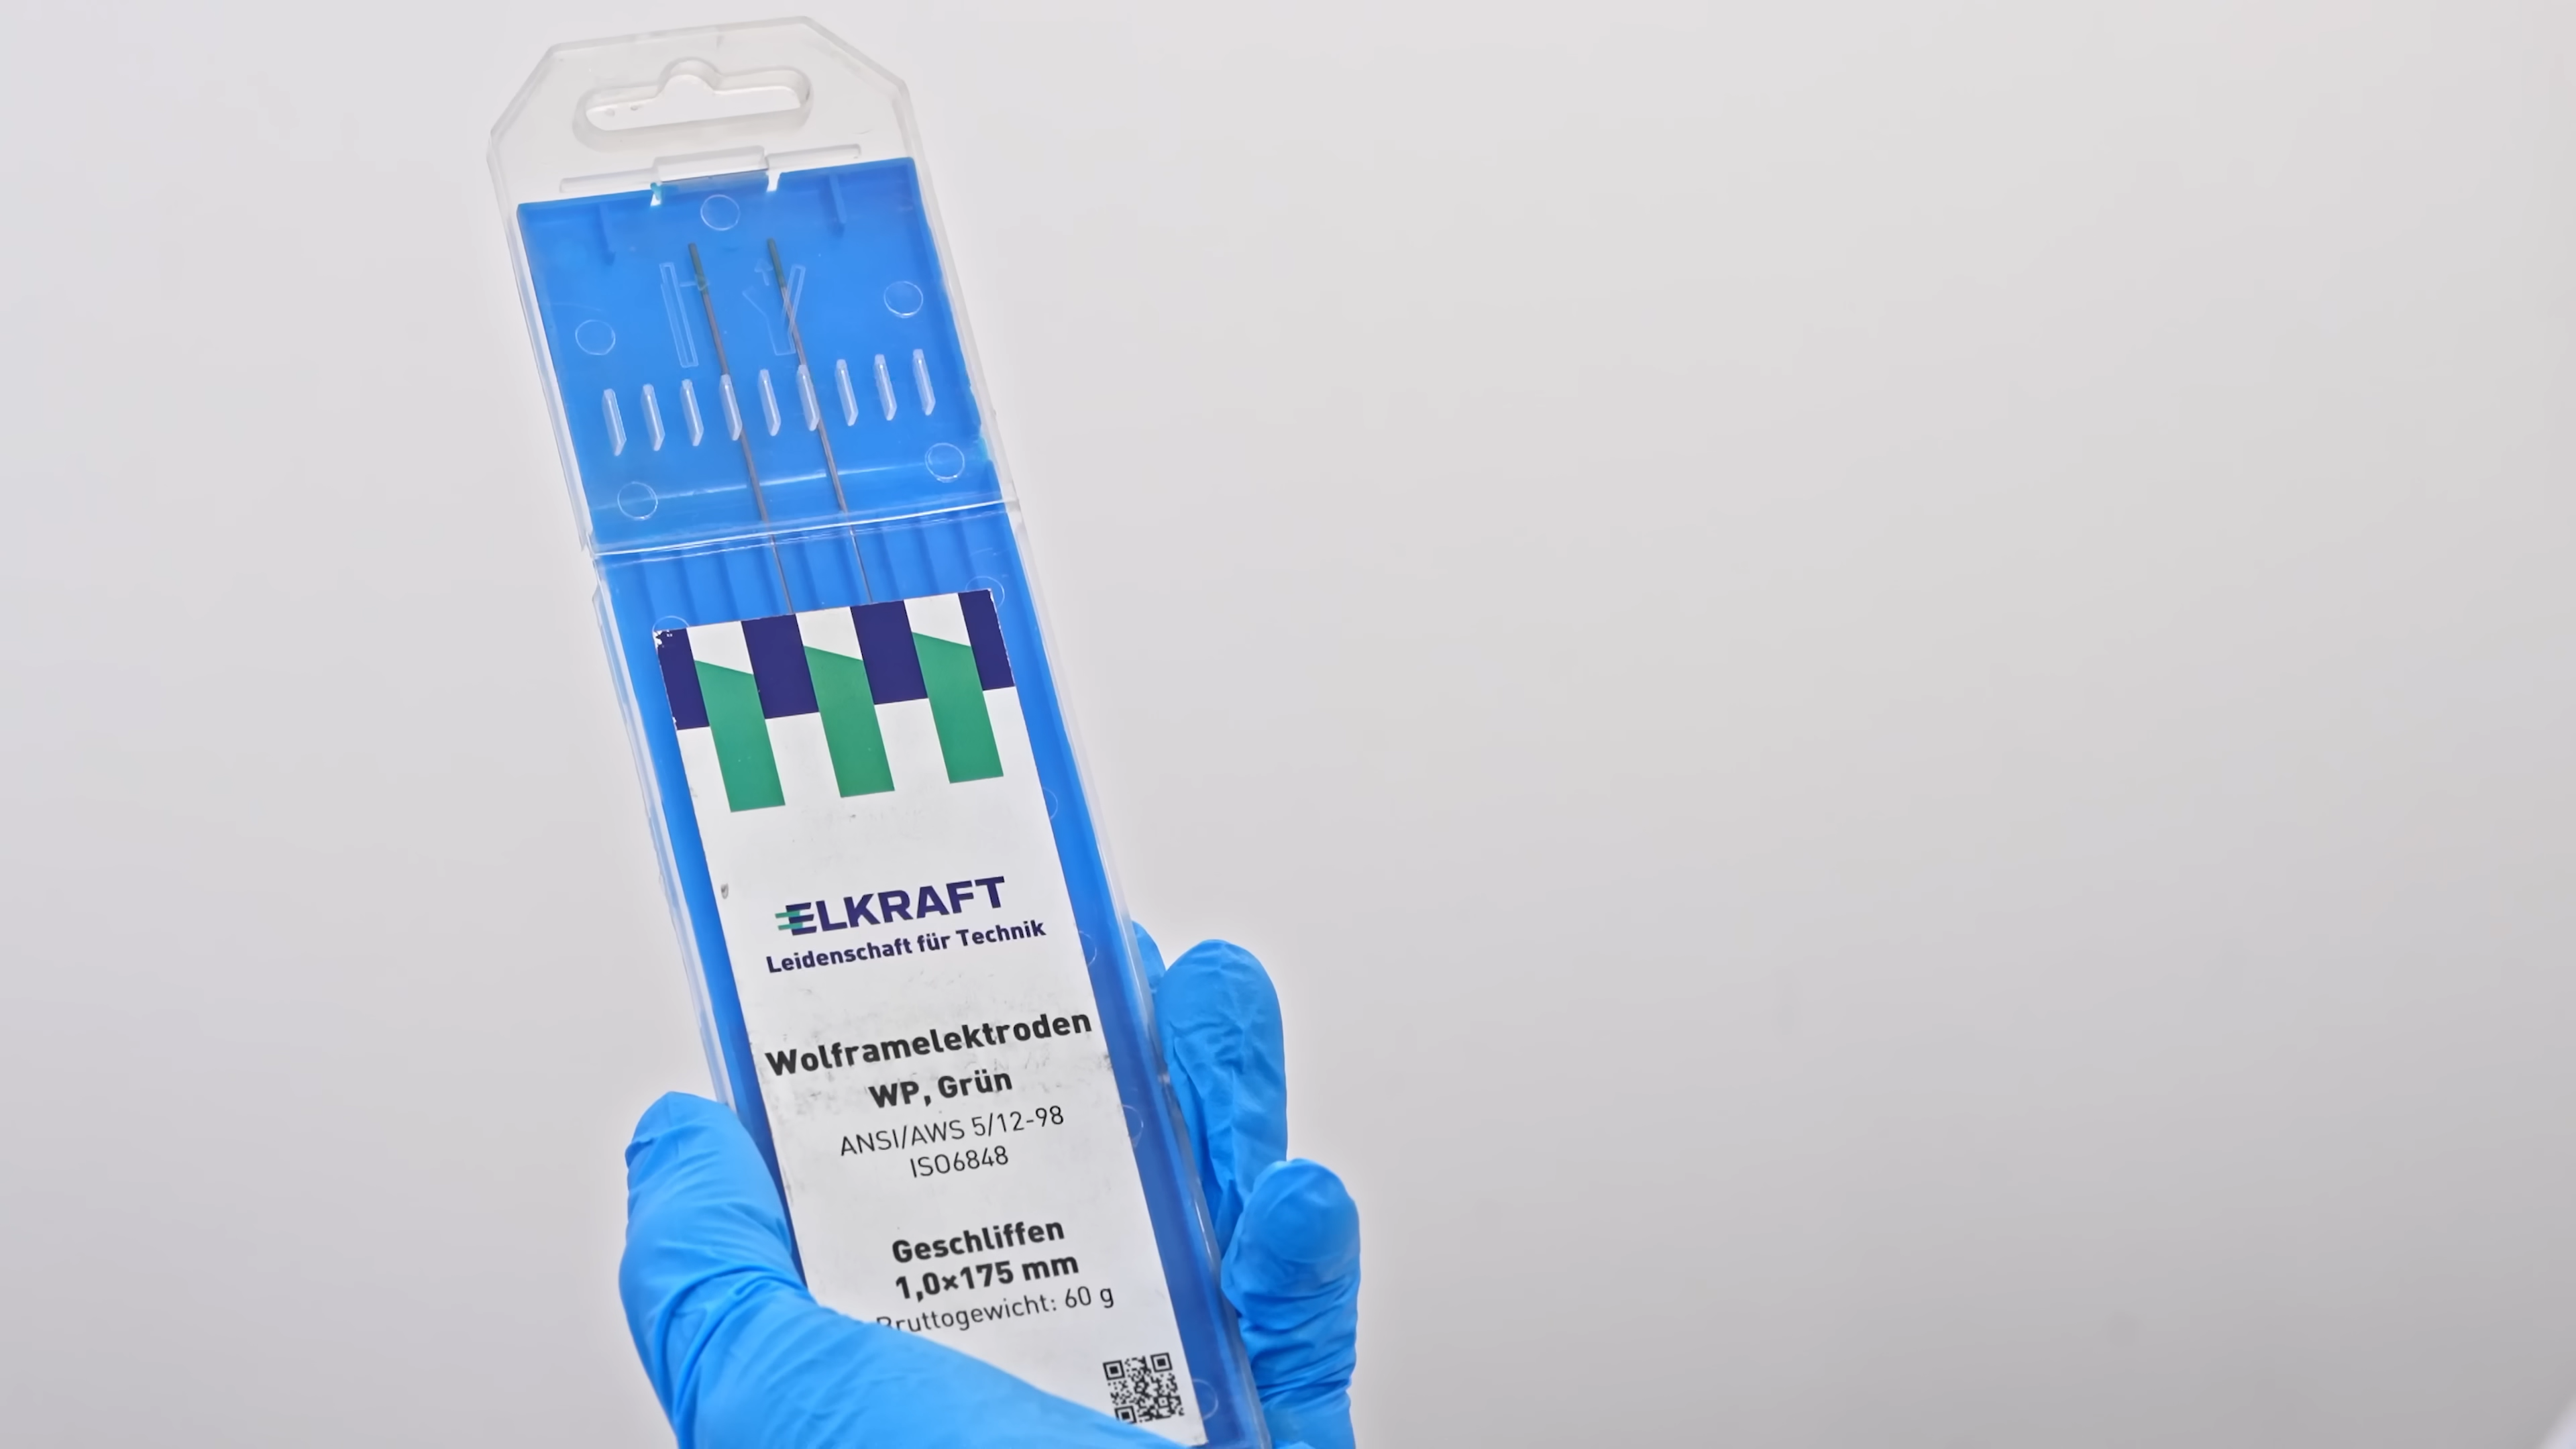 ELKRAFT
Leidenschaft für Technik
Wolframelektroden
WP, Grün
ANSI/AWS 5/12-98
ISO6848
Geschliffen
1,0×175 mm
Bruttogewicht: 60 g